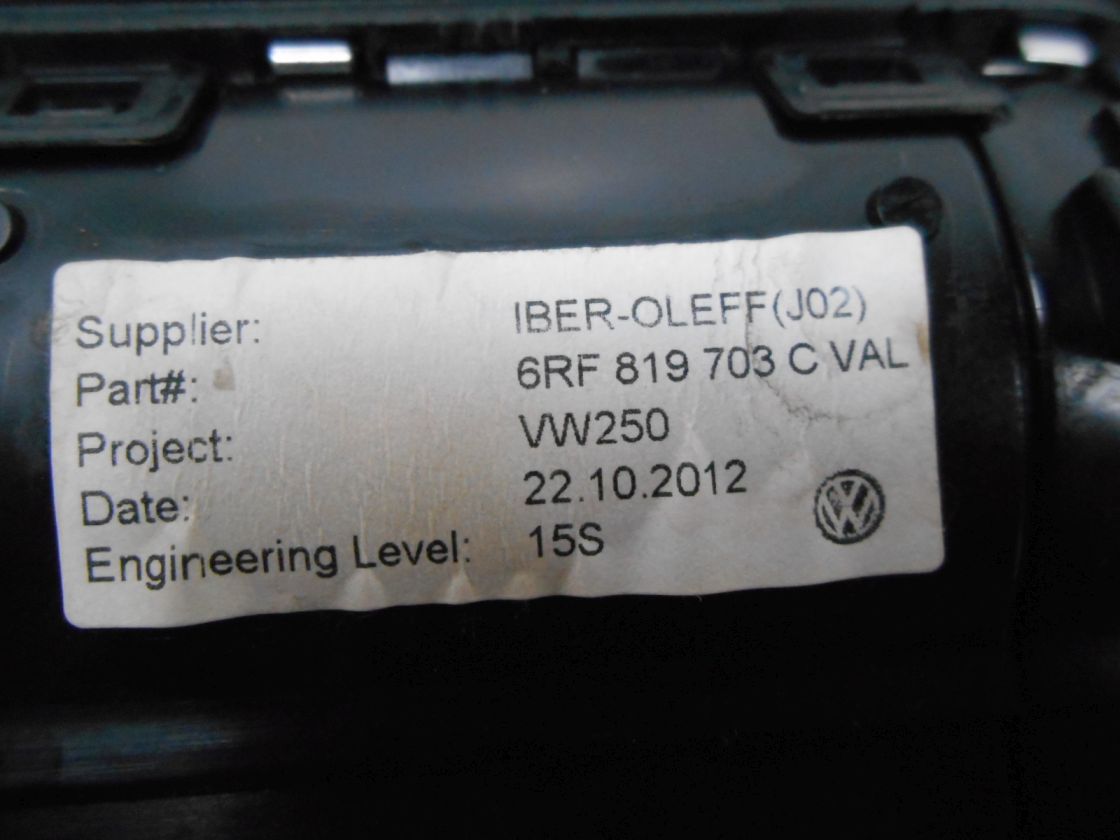 Supplier: IBER-OLEFF(J02)
Part#: 6RF 819 703 C VAL
Project: VW250
Date: 22.10.2012
Engineering Level: 15S